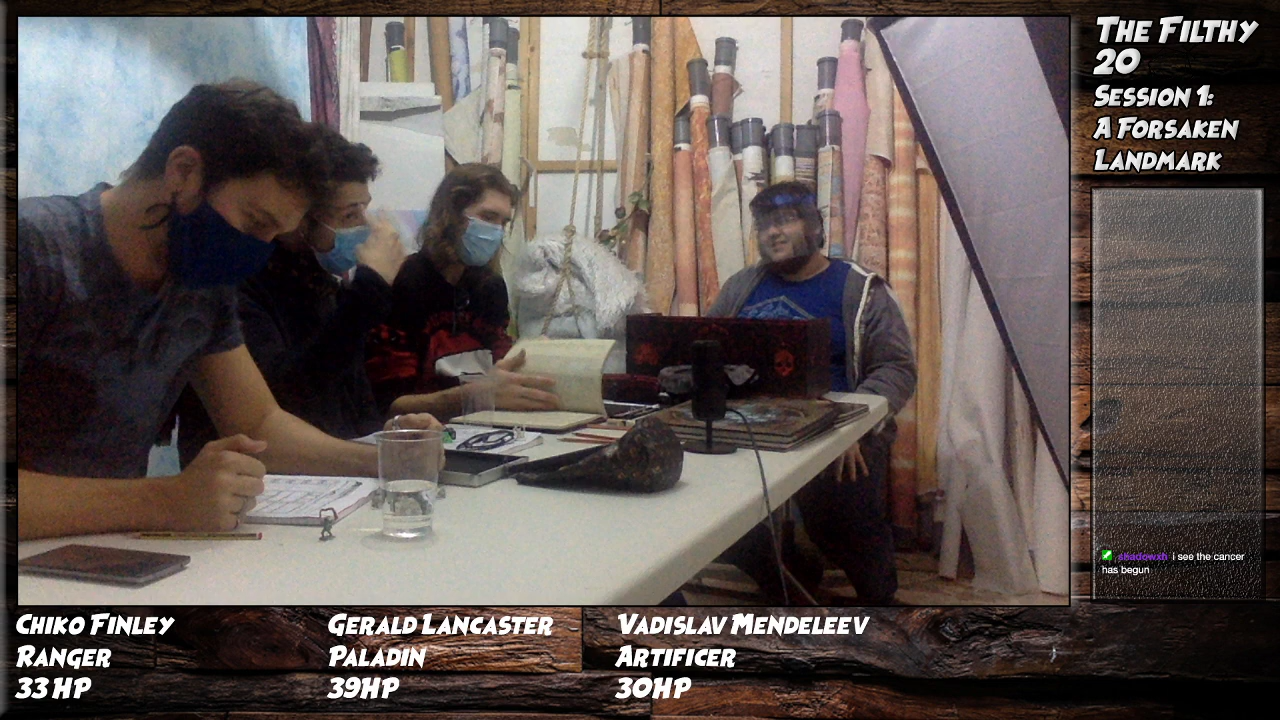 The Filthy
20
Session 1:
A Forsaken
Landmark
shadowxh i see the cancer
has begun
Chiko Finley
Ranger
33 HP
Gerald Lancaster
Paladin
39HP
Vadislav Mendeleev
Artificer
30HP